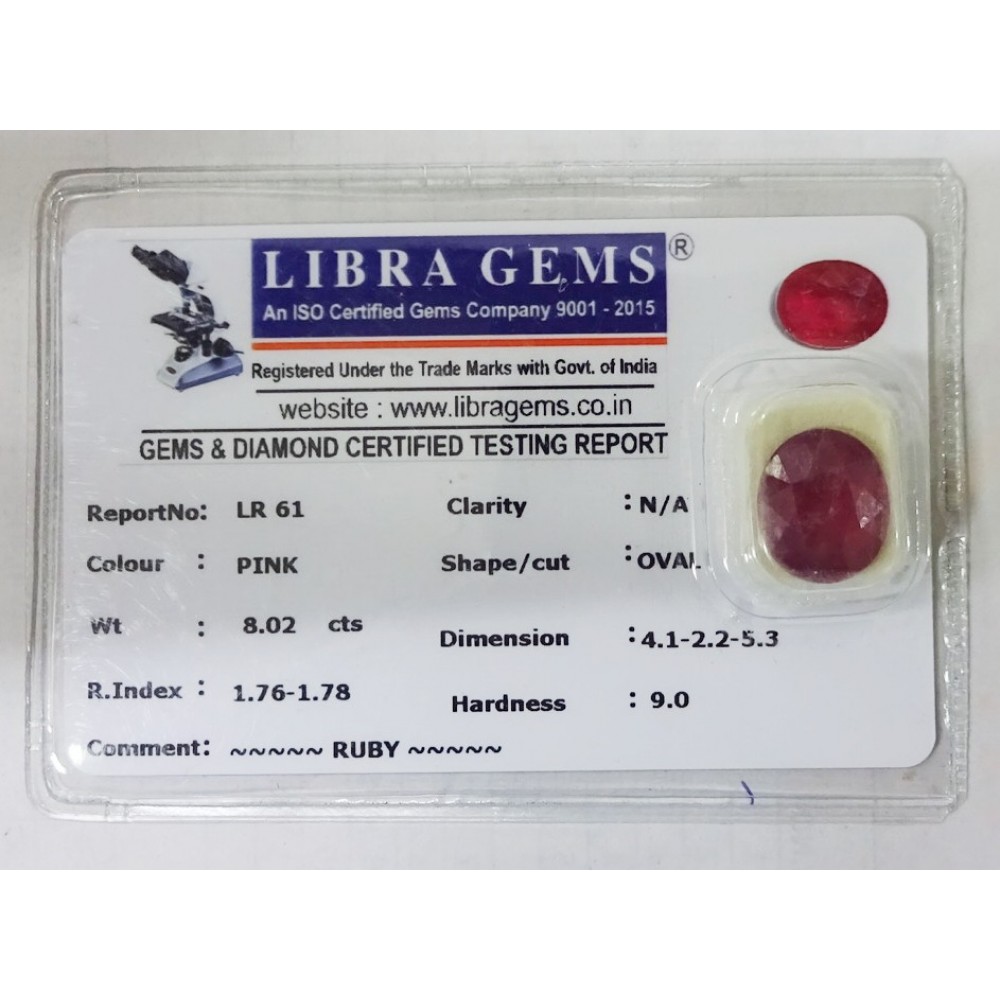 LIBRA GEMS ®
An ISO Certified Gems Company 9001 - 2015
Registered Under the Trade Marks with Govt. of India
website : www.libragems.co.in
GEMS & DIAMOND CERTIFIED TESTING REPORT
ReportNo: LR 61 Clarity : N/A
Colour : PINK Shape/cut : OVAL
Wt : 8.02 cts Dimension : 4.1-2.2-5.3
R.Index : 1.76-1.78 Hardness : 9.0
Comment: ~~~~~ RUBY ~~~~~